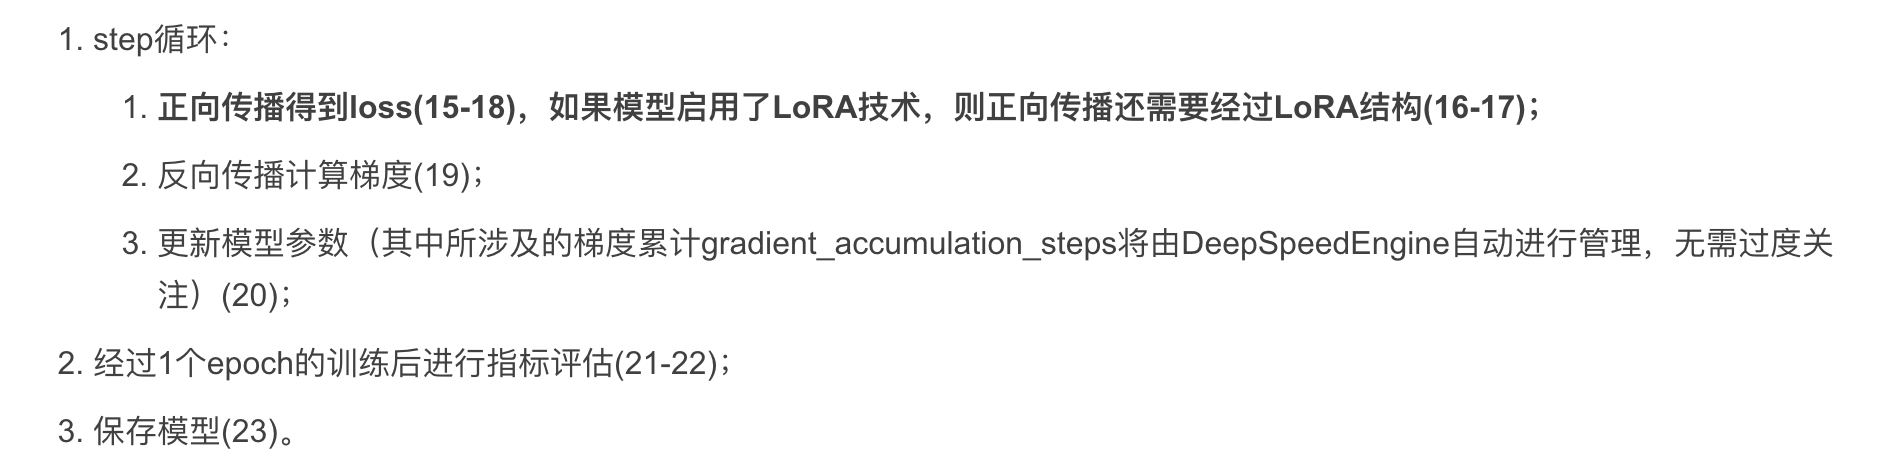 1. step循环：
1. 正向传播得到loss(15-18)，如果模型启用了LoRA技术，则正向传播还需要经过LoRA结构(16-17)；
2. 反向传播计算梯度(19)；
3. 更新模型参数（其中所涉及的梯度累计gradient_accumulation_steps将由DeepSpeedEngine自动进行管理，无需过度关
注）(20)；
2. 经过1个epoch的训练后进行指标评估(21-22)；
3. 保存模型(23)。